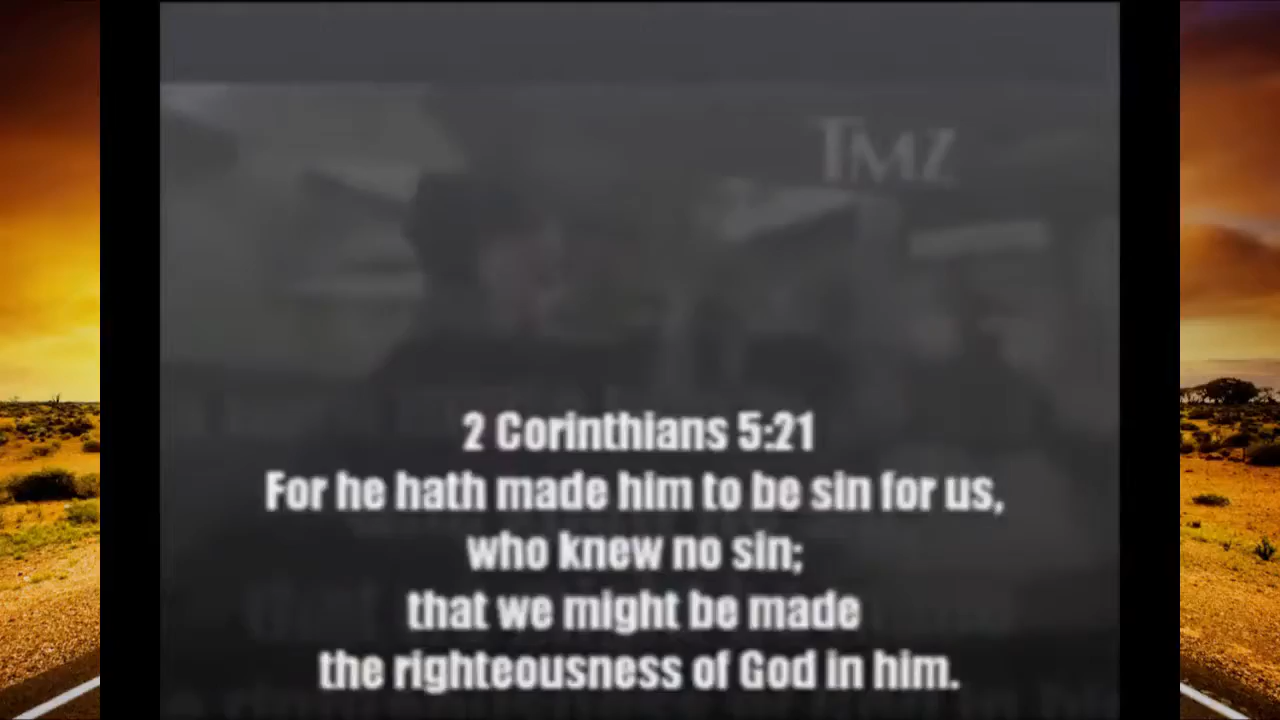 TMZ
2 Corinthians 5:21
For he hath made him to be sin for us,
who knew no sin;
that we might be made
the righteousness of God in him.